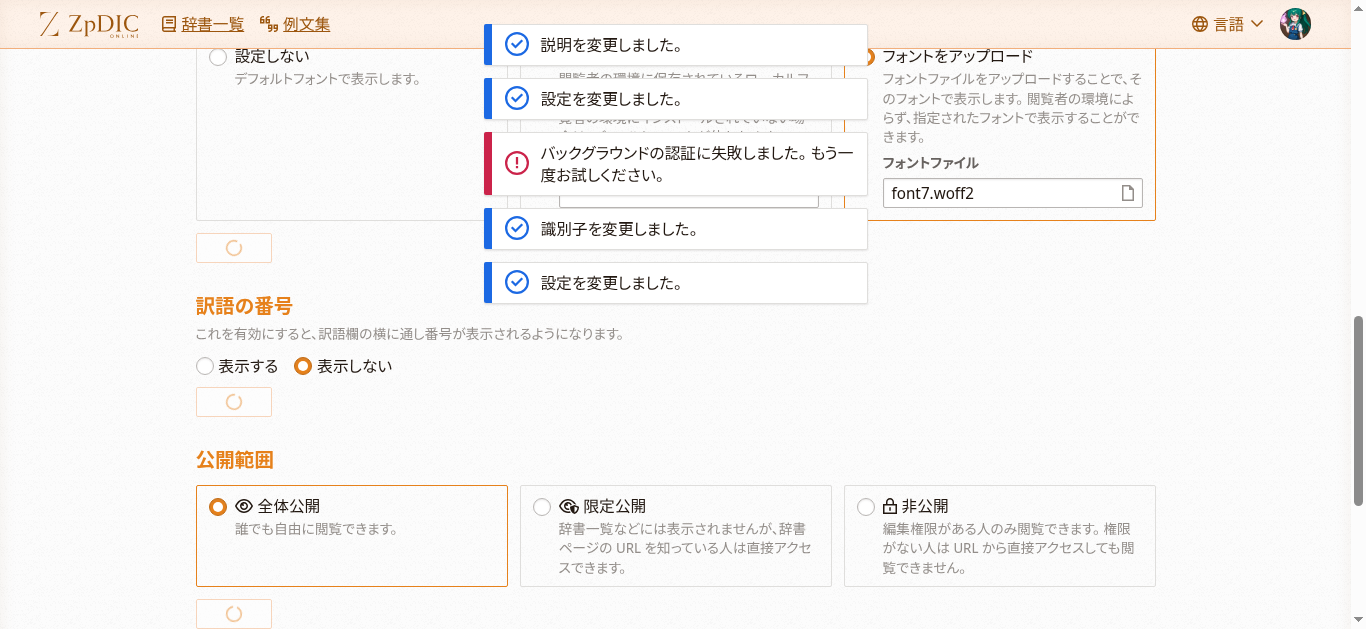 ZpDIC
ONLINE
辞書一覧
例文集
言語
説明を変更しました。
設定を変更しました。
バックグラウンドの認証に失敗しました。もう一
度お試しください。
識別子を変更しました。
設定を変更しました。
設定しない
デフォルトフォントで表示します。
フォントをアップロード
フォントファイルをアップロードすることで、そ
のフォントで表示します。閲覧者の環境によ
らず、指定されたフォントで表示することがで
きます。
フォントファイル
font7.woff2
訳語の番号
これを有効にすると、訳語欄の横に通し番号が表示されるようになります。
表示する
表示しない
公開範囲
全体公開
誰でも自由に閲覧できます。
限定公開
辞書一覧などには表示されませんが、辞書
ページの URL を知っている人は直接アクセ
スできます。
非公開
編集権限がある人のみ閲覧できます。権限
がない人は URL から直接アクセスしても閲
覧できません。